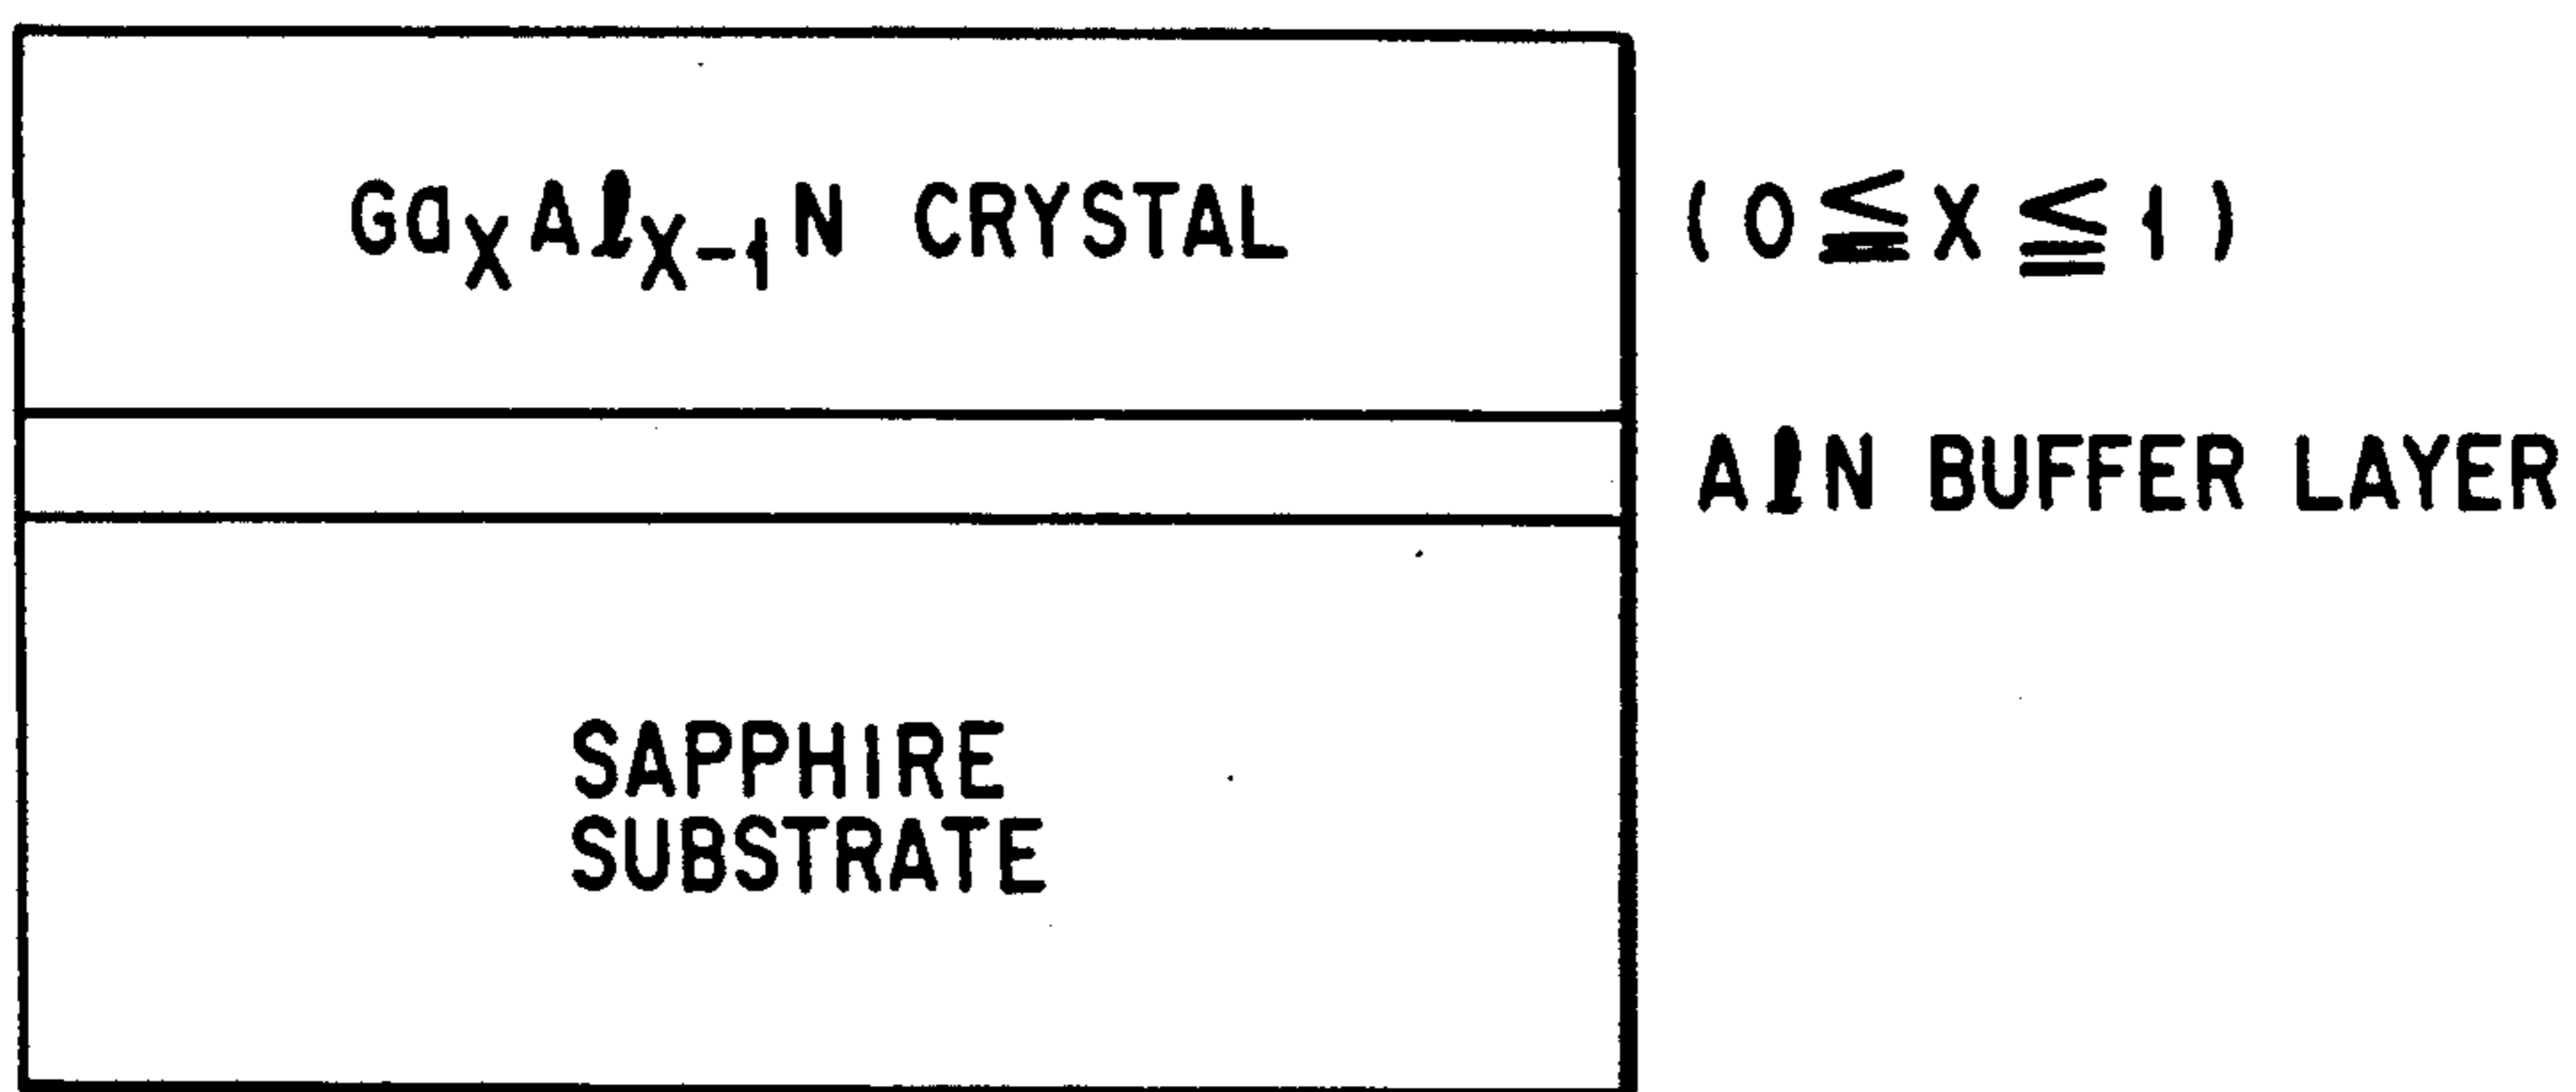 GaXAlX-1N CRYSTAL (0≦X≦1)
AlN BUFFER LAYER
SAPPHIRE
SUBSTRATE